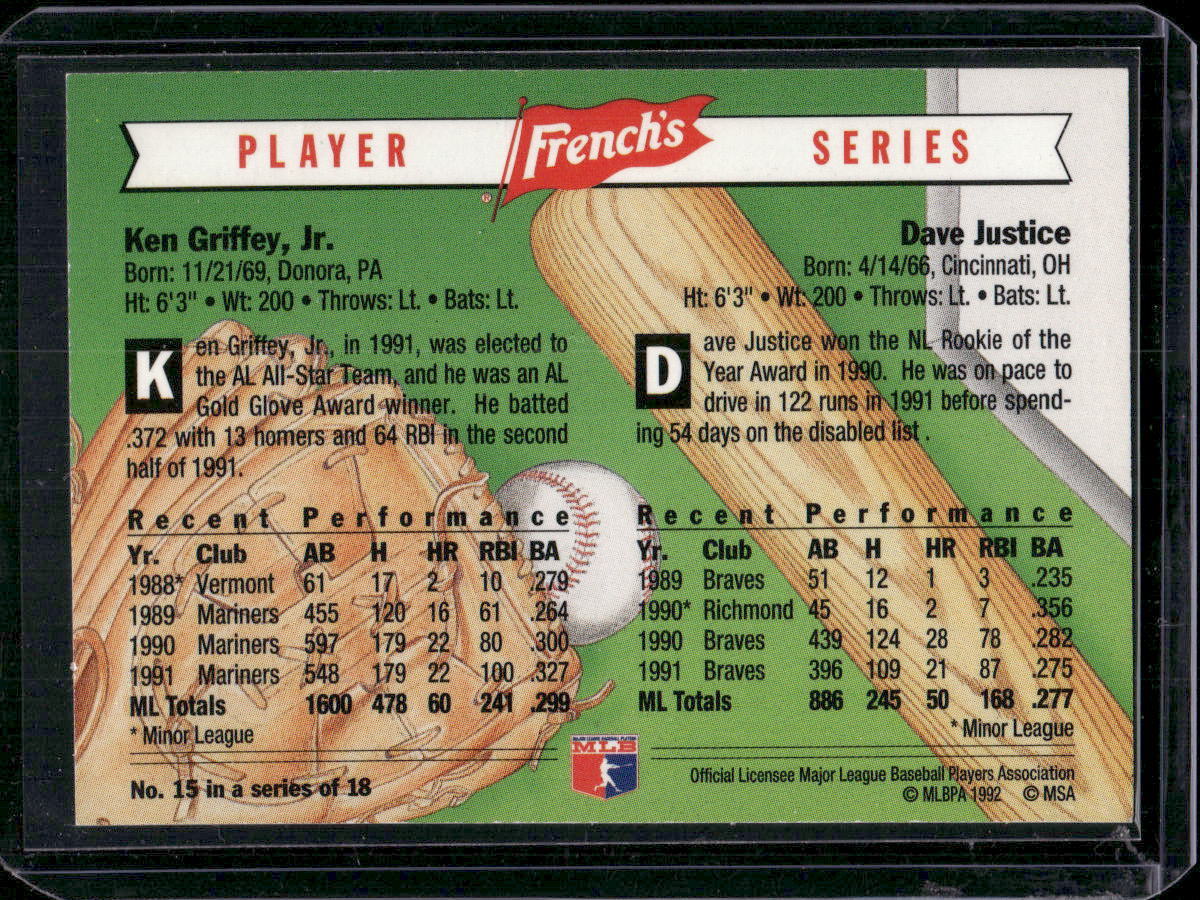 PLAYER French's SERIES
®
Ken Griffey, Jr.
Born: 11/21/69, Donora, PA
Ht: 6'3" • Wt: 200 • Throws: Lt. • Bats: Lt.
Ken Griffey, Jr., in 1991, was elected to
the AL All-Star Team, and he was an AL
Gold Glove Award winner. He batted
.372 with 13 homers and 64 RBI in the second
half of 1991.
Recent Performance
Yr. Club AB H HR RBI BA
1988* Vermont 61 17 2 10 .279
1989 Mariners 455 120 16 61 .264
1990 Mariners 597 179 22 80 .300
1991 Mariners 548 179 22 100 .327
ML Totals 1600 478 60 241 .299
* Minor League
No. 15 in a series of 18
Dave Justice
Born: 4/14/66, Cincinnati, OH
Ht: 6'3" • Wt: 200 • Throws: Lt. • Bats: Lt.
Dave Justice won the NL Rookie of the
Year Award in 1990. He was on pace to
drive in 122 runs in 1991 before spend-
ing 54 days on the disabled list .
Recent Performance
Yr. Club AB H HR RBI BA
1989 Braves 51 12 1 3 .235
1990* Richmond 45 16 2 7 .356
1990 Braves 439 124 28 78 .282
1991 Braves 396 109 21 87 .275
ML Totals 886 245 50 168 .277
* Minor League
MAJOR LEAGUE BASEBALL PLAYERS
MLB
Official Licensee Major League Baseball Players Association
© MLBPA 1992 © MSA